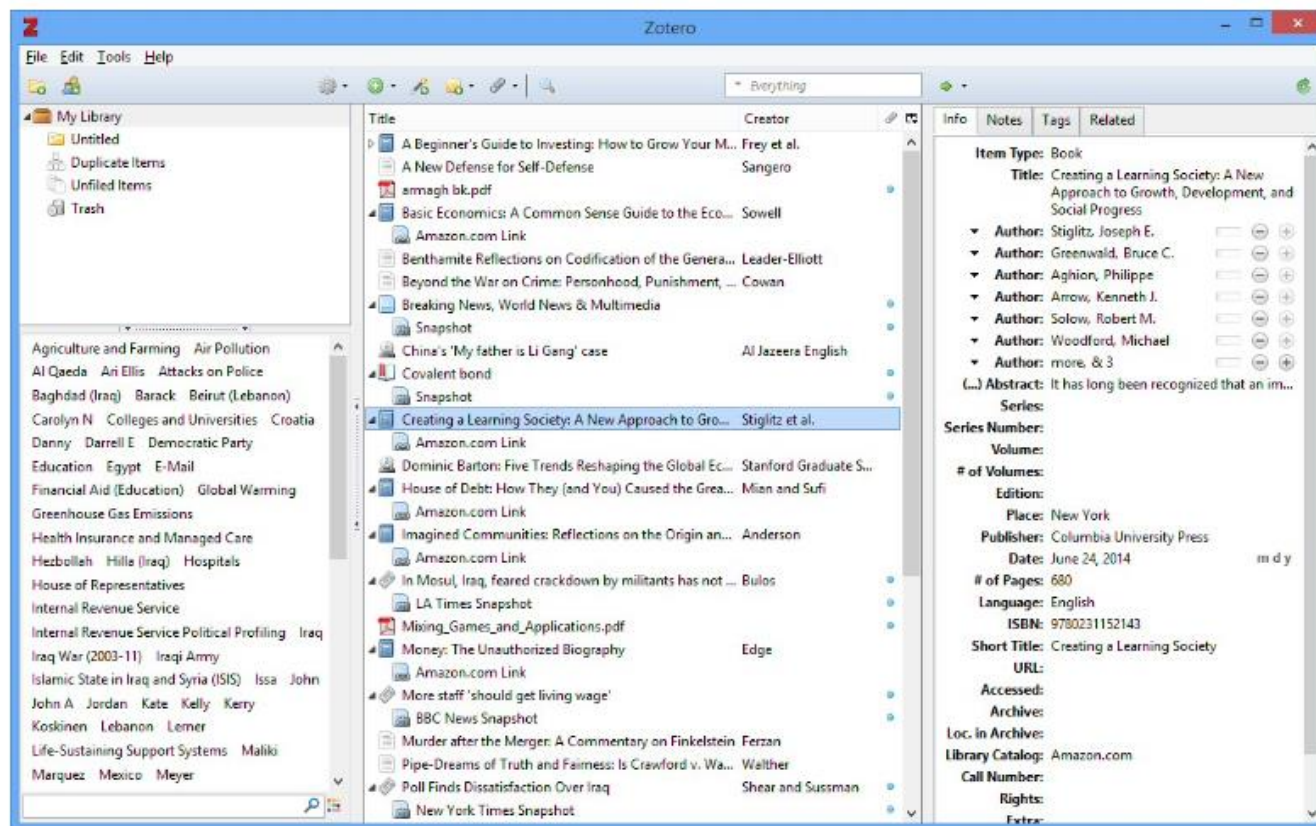 Zotero
File Edit Tools Help
Everything
My Library
Untitled
Duplicate Items
Unfiled Items
Trash
Agriculture and Farming Air Pollution
Al Qaeda Ari Ellis Attacks on Police
Baghdad (Iraq) Barack Beirut (Lebanon)
Carolyn N Colleges and Universities Croatia
Danny Darrell E Democratic Party
Education Egypt E-Mail
Financial Aid (Education) Global Warming
Greenhouse Gas Emissions
Health Insurance and Managed Care
Hezbollah Hilla (Iraq) Hospitals
House of Representatives
Internal Revenue Service
Internal Revenue Service Political Profiling Iraq
Iraq War (2003-11) Iraqi Army
Islamic State in Iraq and Syria (ISIS) Issa John
John A Jordan Kate Kelly Kerry
Koskinen Lebanon Lerner
Life-Sustaining Support Systems Maliki
Marquez Mexico Meyer
Title Creator
A Beginner's Guide to Investing: How to Grow Your M... Frey et al.
A New Defense for Self-Defense Sangero
armagh bk.pdf
Basic Economics: A Common Sense Guide to the Eco... Sowell
Amazon.com Link
Benthamite Reflections on Codification of the Genera... Leader-Elliott
Beyond the War on Crime: Personhood, Punishment, ... Cowan
Breaking News, World News & Multimedia
Snapshot
China's 'My father is Li Gang' case Al Jazeera English
Covalent bond
Snapshot
Creating a Learning Society: A New Approach to Gro... Stiglitz et al.
Amazon.com Link
Dominic Barton: Five Trends Reshaping the Global Ec... Stanford Graduate S...
House of Debt: How They (and You) Caused the Grea... Mian and Sufi
Amazon.com Link
Imagined Communities: Reflections on the Origin an... Anderson
Amazon.com Link
In Mosul, Iraq, feared crackdown by militants has not ... Bulos
LA Times Snapshot
Mixing_Games_and_Applications.pdf
Money: The Unauthorized Biography Edge
Amazon.com Link
More staff 'should get living wage'
BBC News Snapshot
Murder after the Merger: A Commentary on Finkelstein Ferzan
Pipe-Dreams of Truth and Fairness: Is Crawford v. Wa... Walther
Poll Finds Dissatisfaction Over Iraq Shear and Sussman
New York Times Snapshot
Info Notes Tags Related
Item Type: Book
Title: Creating a Learning Society: A New
Approach to Growth, Development, and
Social Progress
Author: Stiglitz, Joseph E.
Author: Greenwald, Bruce C.
Author: Aghion, Philippe
Author: Arrow, Kenneth J.
Author: Solow, Robert M.
Author: Woodford, Michael
Author: more, & 3
(...) Abstract: It has long been recognized that an im...
Series:
Series Number:
Volume:
# of Volumes:
Edition:
Place: New York
Publisher: Columbia University Press
Date: June 24, 2014 m d y
# of Pages: 680
Language: English
ISBN: 9780231152143
Short Title: Creating a Learning Society
URL:
Accessed:
Archive:
Loc. in Archive:
Library Catalog: Amazon.com
Call Number:
Rights:
Extra: